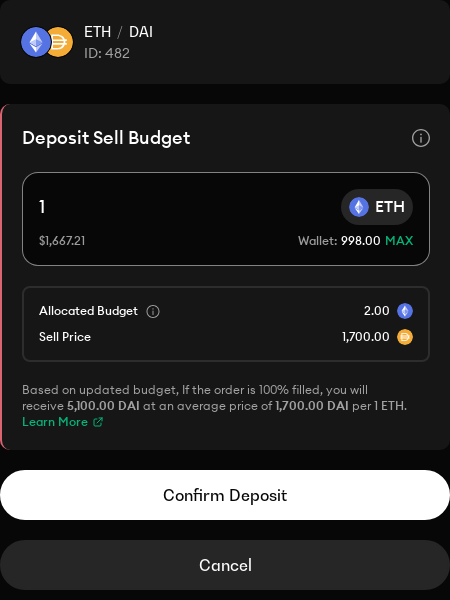 ETH / DAI
ID: 482
Deposit Sell Budget
1
ETH
$1,667.21
Wallet: 998.00 MAX
Allocated Budget
2.00
Sell Price
1,700.00
Based on updated budget, If the order is 100% filled, you will
receive 5,100.00 DAI at an average price of 1,700.00 DAI per 1 ETH.
Learn More
Confirm Deposit
Cancel